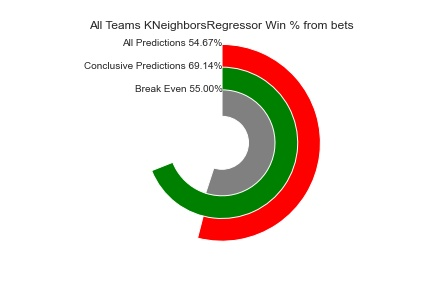 All Teams KNeighborsRegressor Win % from bets
All Predictions 54.67%
Conclusive Predictions 69.14%
Break Even 55.00%